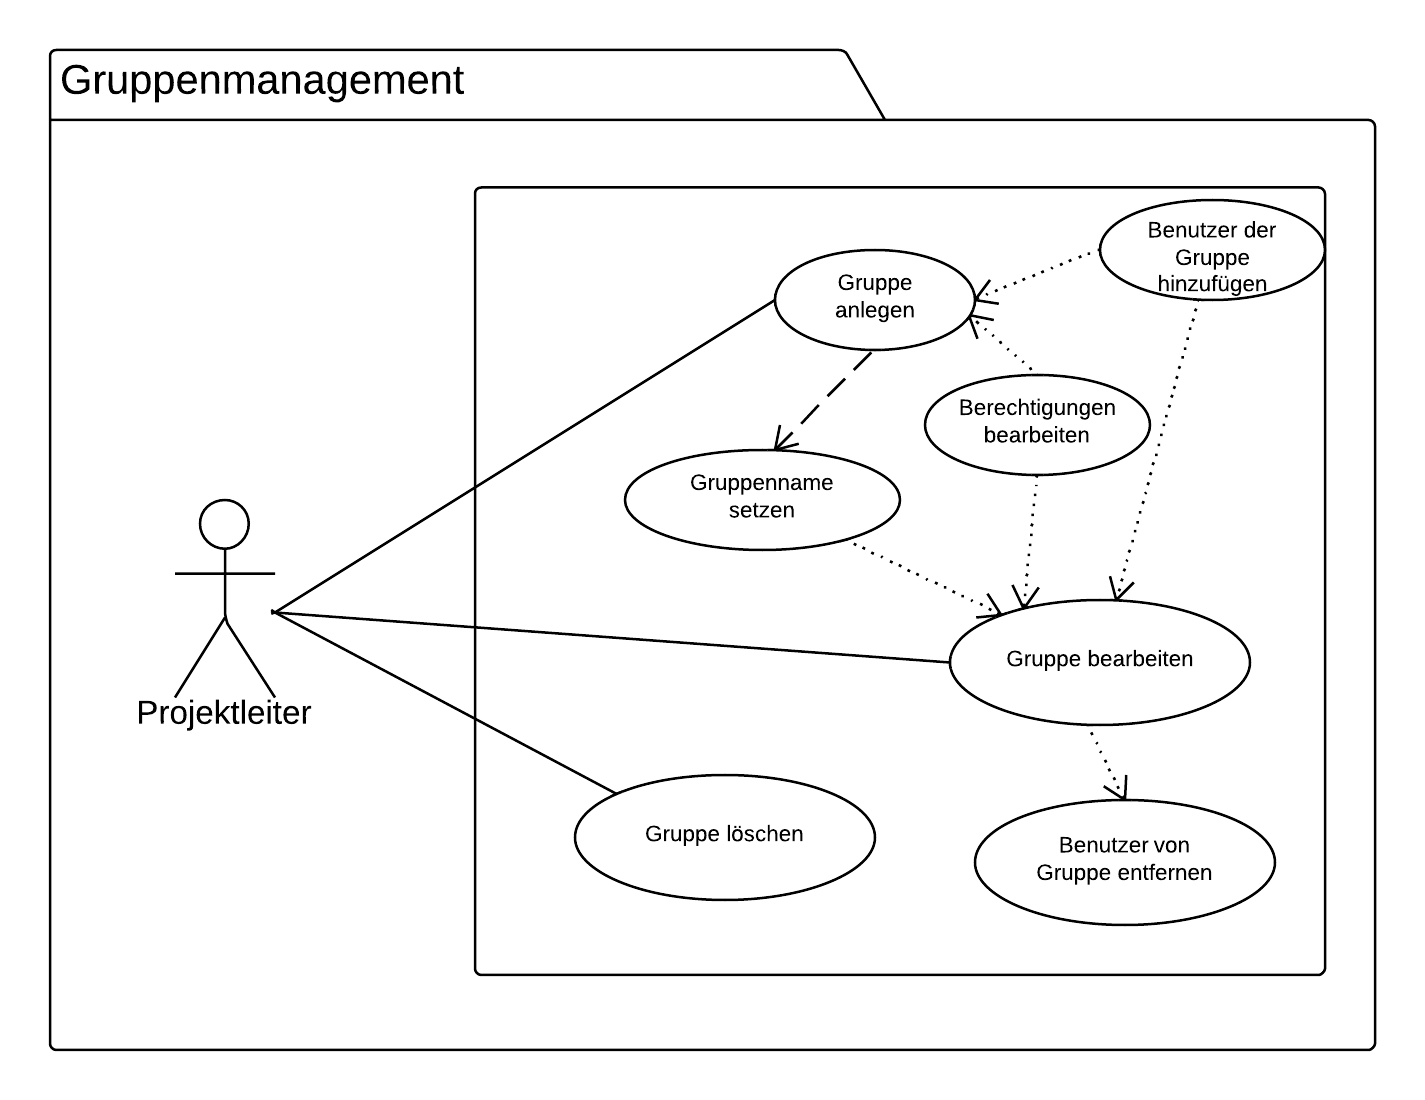 Gruppenmanagement
Benutzer der
Gruppe
hinzufügen
Gruppe
anlegen
Berechtigungen
bearbeiten
Gruppenname
setzen
Gruppe bearbeiten
Projektleiter
Gruppe löschen
Benutzer von
Gruppe entfernen